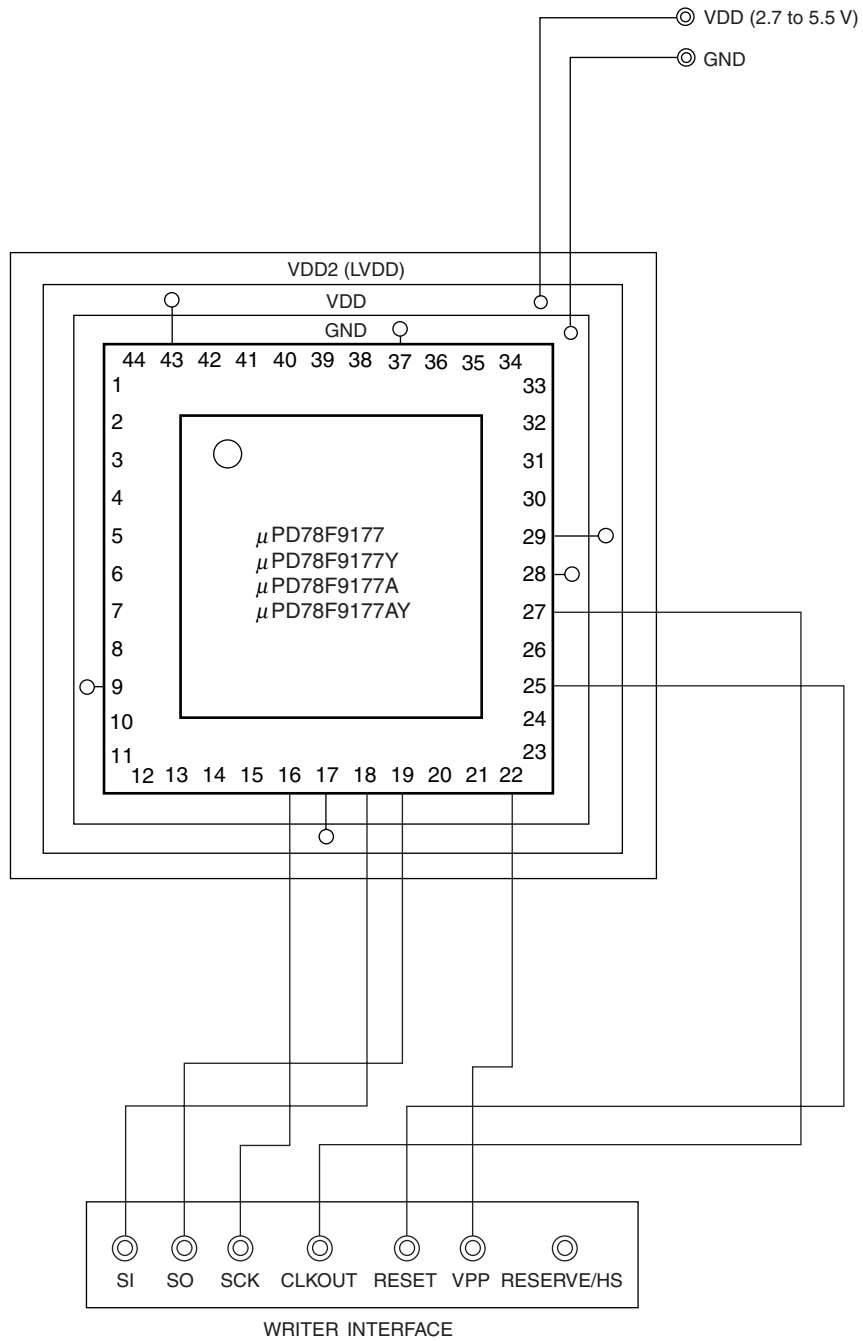 VDD (2.7 to 5.5 V)
GND
VDD2 (LVDD)
VDD
GND
44 43 42 41 40 39 38 37 36 35 34
1 33
2 32
3 31
4 30
5 29
6 28
7 27
8 26
9 25
10 24
11 23
12 13 14 15 16 17 18 19 20 21 22
μPD78F9177
μPD78F9177Y
μPD78F9177A
μPD78F9177AY
SI SO SCK CLKOUT RESET VPP RESERVE/HS
WRITER INTERFACE